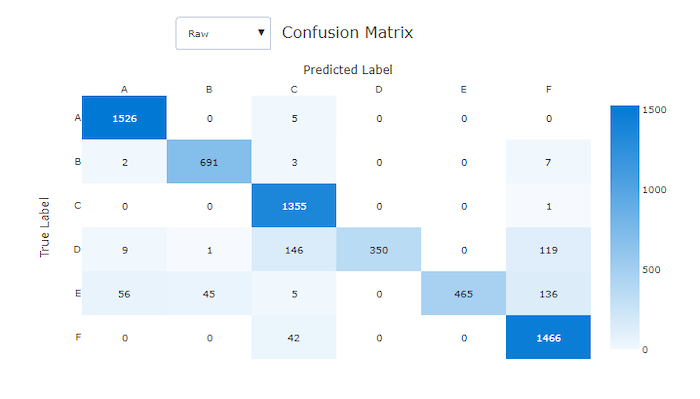 Raw ▼ Confusion Matrix
Predicted Label
A B C D E F
A 1526 0 5 0 0 0
B 2 691 3 0 0 7
C 0 0 1355 0 0 1
D 9 1 146 350 0 119
E 56 45 5 0 465 136
F 0 0 42 0 0 1466
True Label
1500
1000
500
0